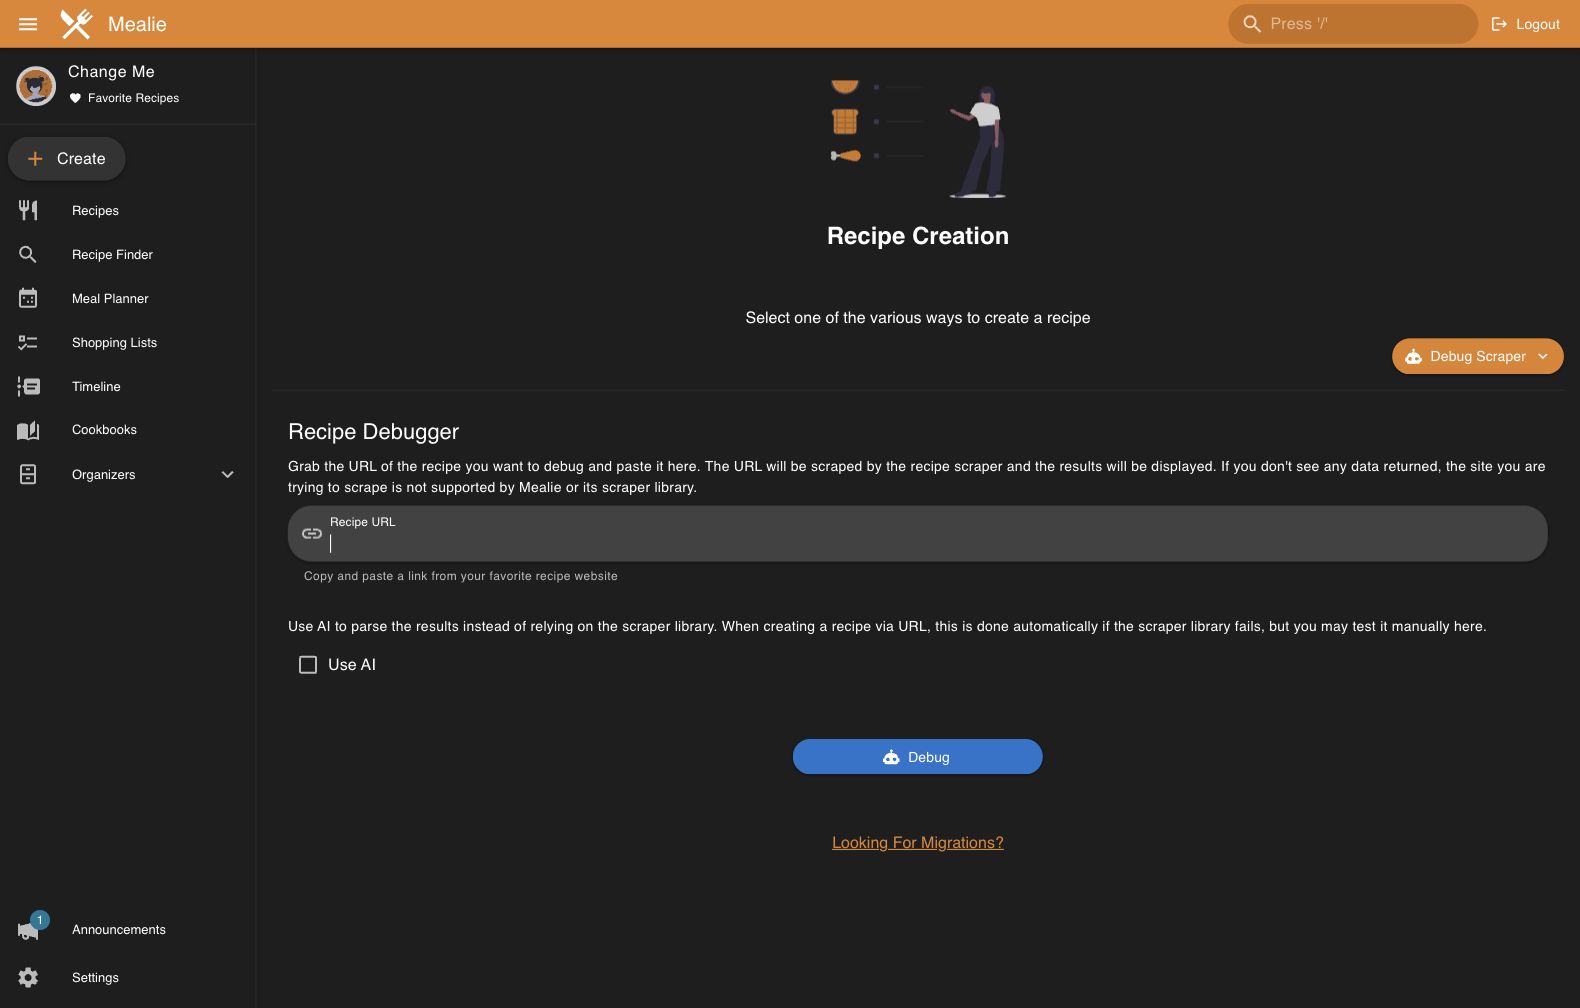 Mealie
Press '/'
Logout
Change Me
Favorite Recipes
Create
Recipes
Recipe Finder
Meal Planner
Shopping Lists
Timeline
Cookbooks
Organizers
1
Announcements
Settings
Recipe Creation
Select one of the various ways to create a recipe
Debug Scraper
Recipe Debugger
Grab the URL of the recipe you want to debug and paste it here. The URL will be scraped by the recipe scraper and the results will be displayed. If you don't see any data returned, the site you are
trying to scrape is not supported by Mealie or its scraper library.
Recipe URL
Copy and paste a link from your favorite recipe website
Use AI to parse the results instead of relying on the scraper library. When creating a recipe via URL, this is done automatically if the scraper library fails, but you may test it manually here.
Use AI
Debug
Looking For Migrations?